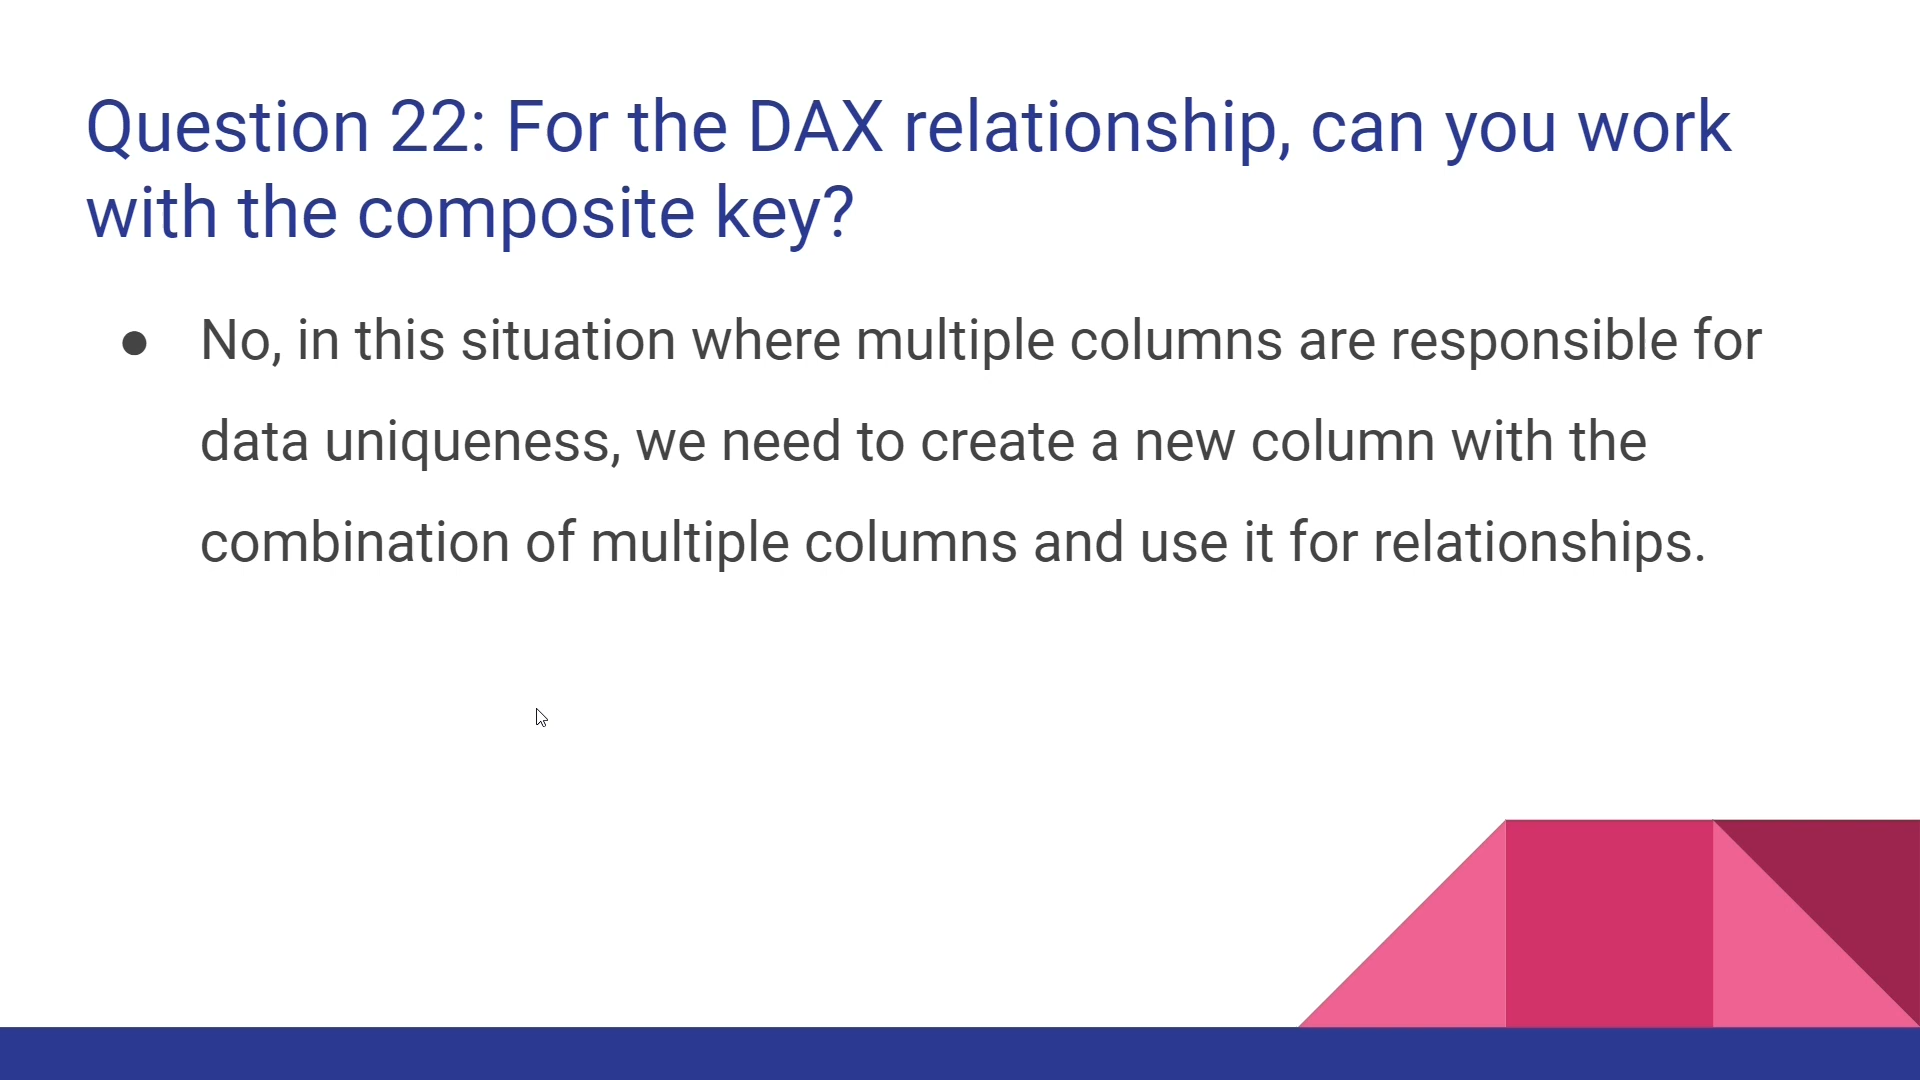 Question 22: For the DAX relationship, can you work
with the composite key?
● No, in this situation where multiple columns are responsible for
data uniqueness, we need to create a new column with the
combination of multiple columns and use it for relationships.